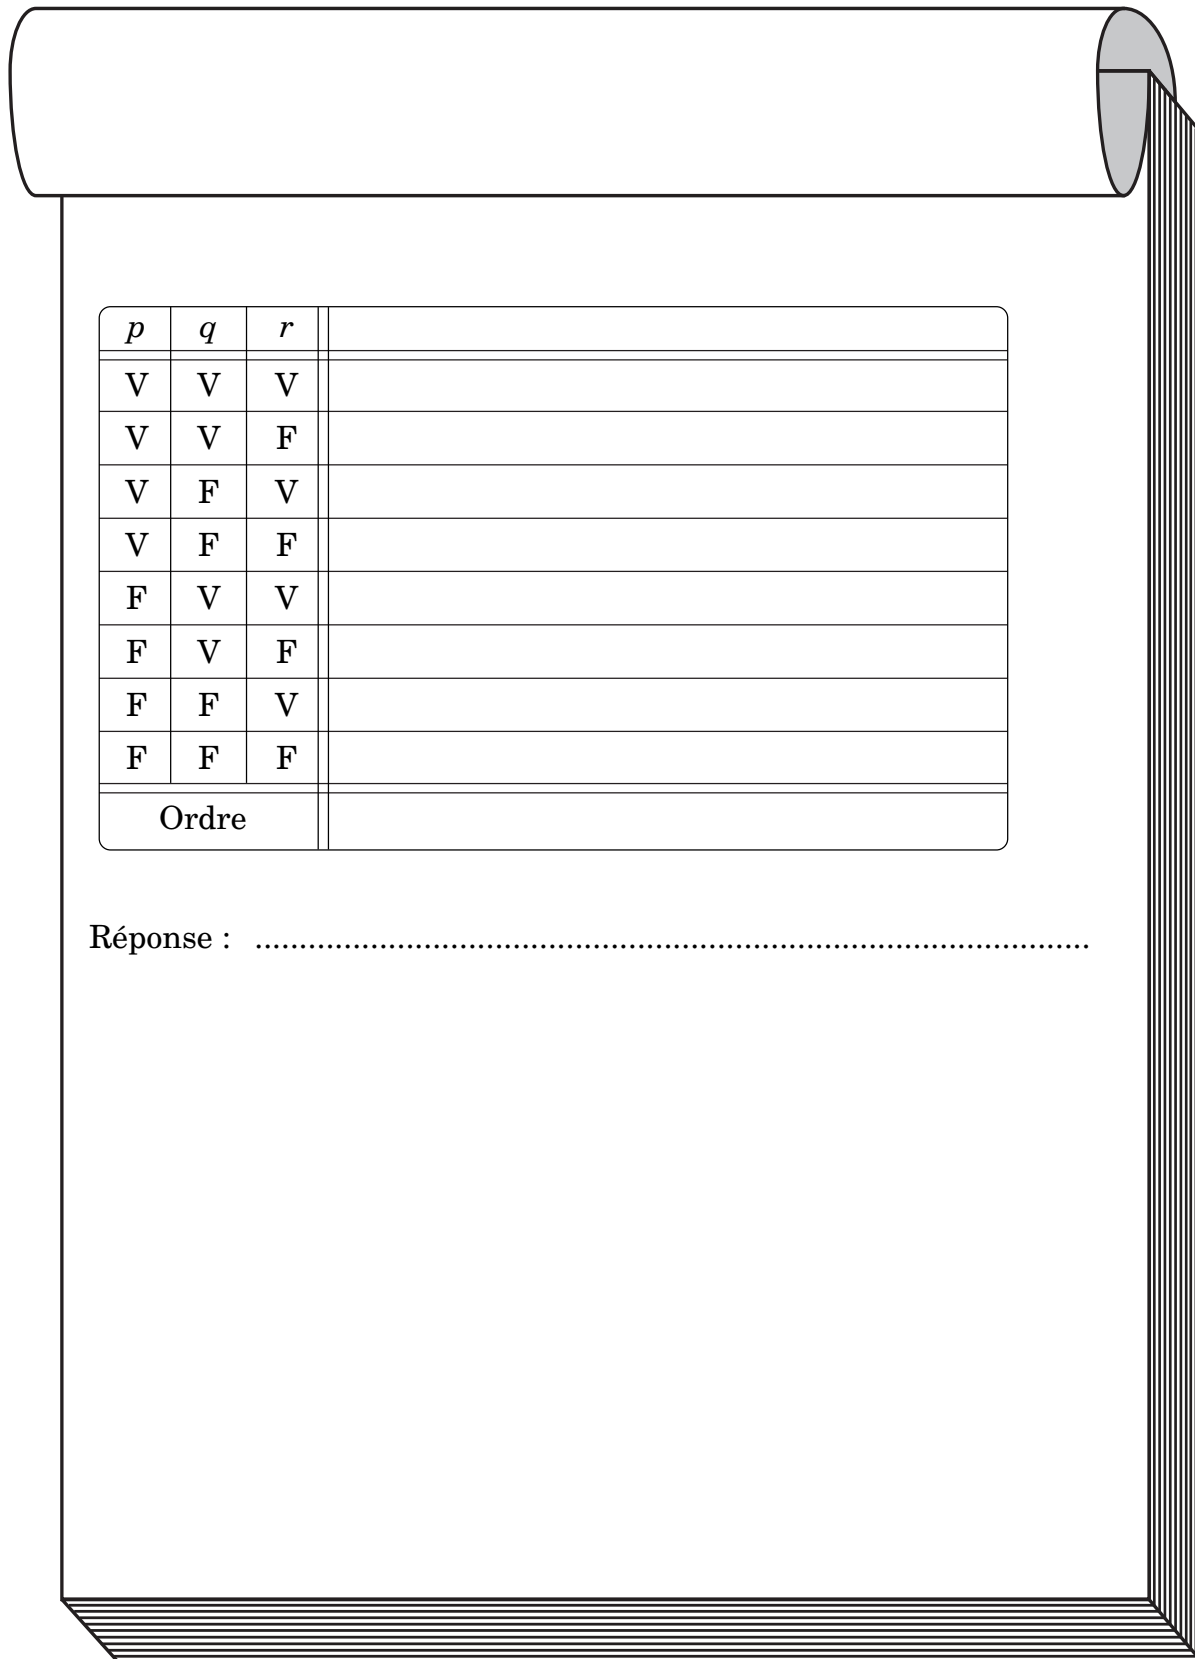 p q r
V V V
V V F
V F V
V F F
F V V
F V F
F F V
F F F
Ordre
Réponse : ..............................................................................................